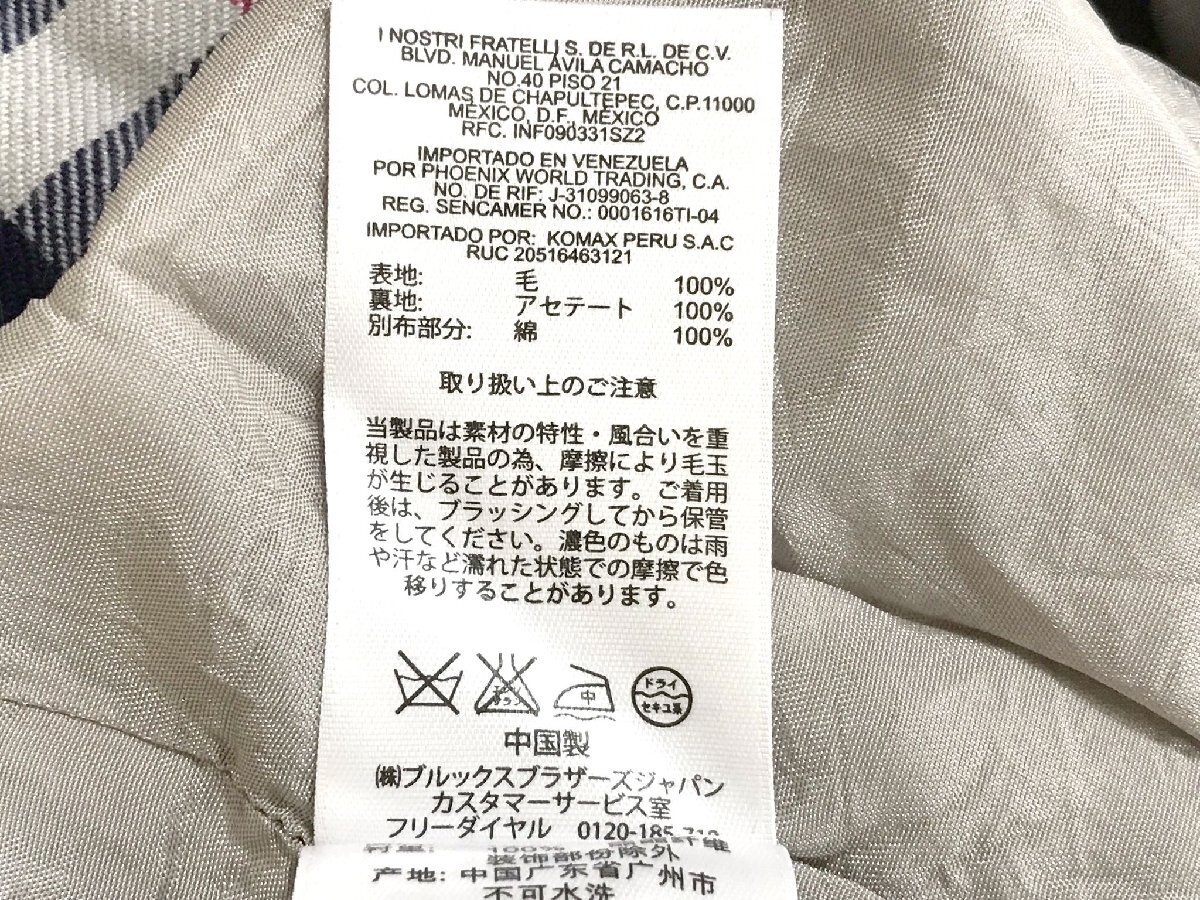 I NOSTRI FRATELLI S. DE R.L. DE C.V.
BLVD. MANUEL ÁVILA CAMACHO
NO.40 PISO 21
COL. LOMAS DE CHAPULTEPEC, C.P.11000
MÉXICO, D.F., MÉXICO
RFC. INF090331SZ2
IMPORTADO EN VENEZUELA
POR PHOENIX WORLD TRADING, C.A.
NO. DE RIF: J-31099063-8
REG. SENCAMER NO.: 0001616TI-04
IMPORTADO POR: KOMAX PERU S.A.C
RUC 20516463121
表地: 毛 100%
裏地: アセテート 100%
別布部分: 綿 100%
取り扱い上のご注意
当製品は素材の特性・風合いを重
視した製品の為、摩擦により毛玉
が生じることがあります。ご着用
後は、ブラッシングしてから保管
をしてください。濃色のものは雨
や汗など濡れた状態での摩擦で色
移りすることがあります。
中 ドライ
セキユ系
中国製
(株)ブルックスブラザーズジャパン
カスタマーサービス室
フリーダイヤル 0120-185-
100%
装饰部份除外
产地: 中国广东省广州市
不可水洗